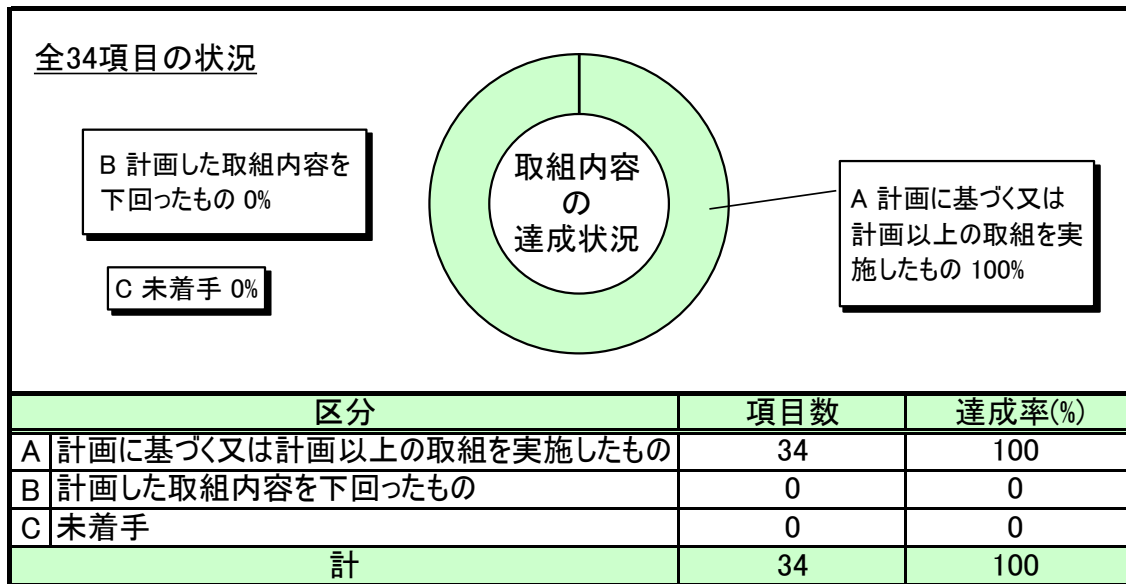 全34項目の状況
B 計画した取組内容を
下回ったもの 0%
C 未着手 0%
取組内容
の
達成状況
A 計画に基づく又は
計画以上の取組を実
施したもの 100%
区分 項目数 達成率(%)
A 計画に基づく又は計画以上の取組を実施したもの 34 100
B 計画した取組内容を下回ったもの 0 0
C 未着手 0 0
計 34 100